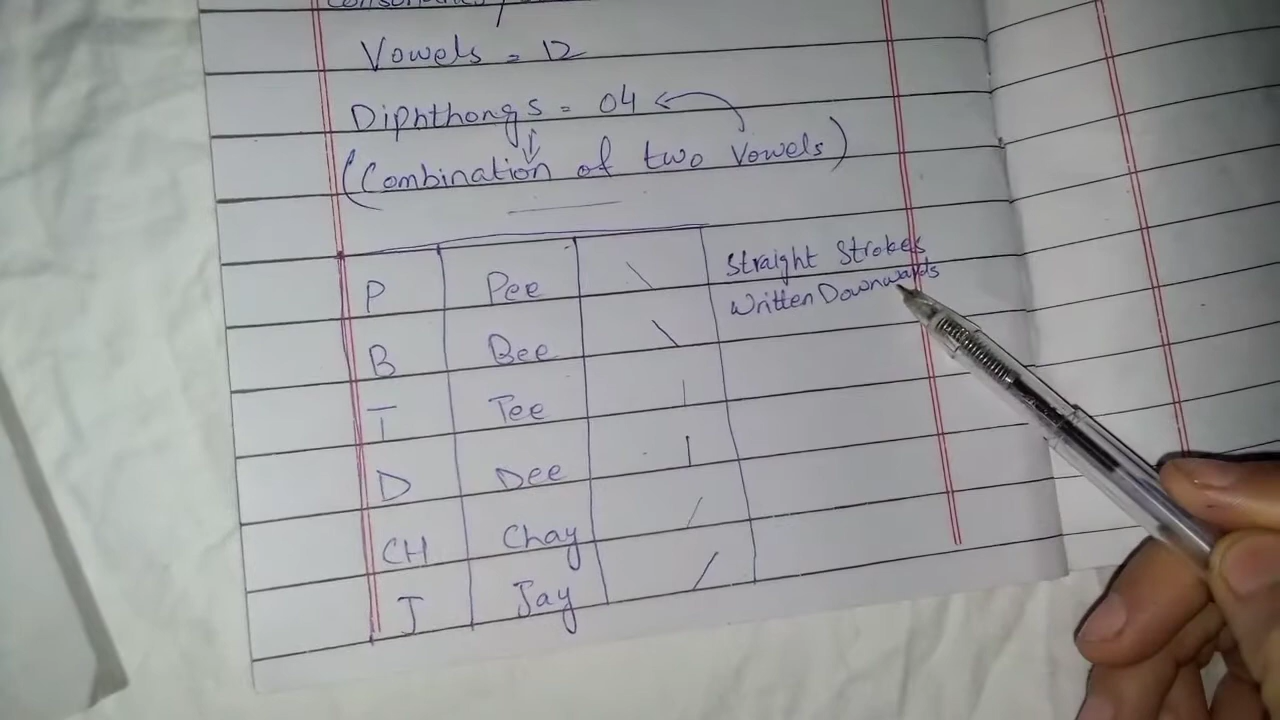 Vowels = 12
Diphthongs = 04
(Combination of two Vowels)
P Pee \ Straight Strokes
Written Downwards
B Bee \
T Tee |
D Dee |
CH Chay /
J Jay /